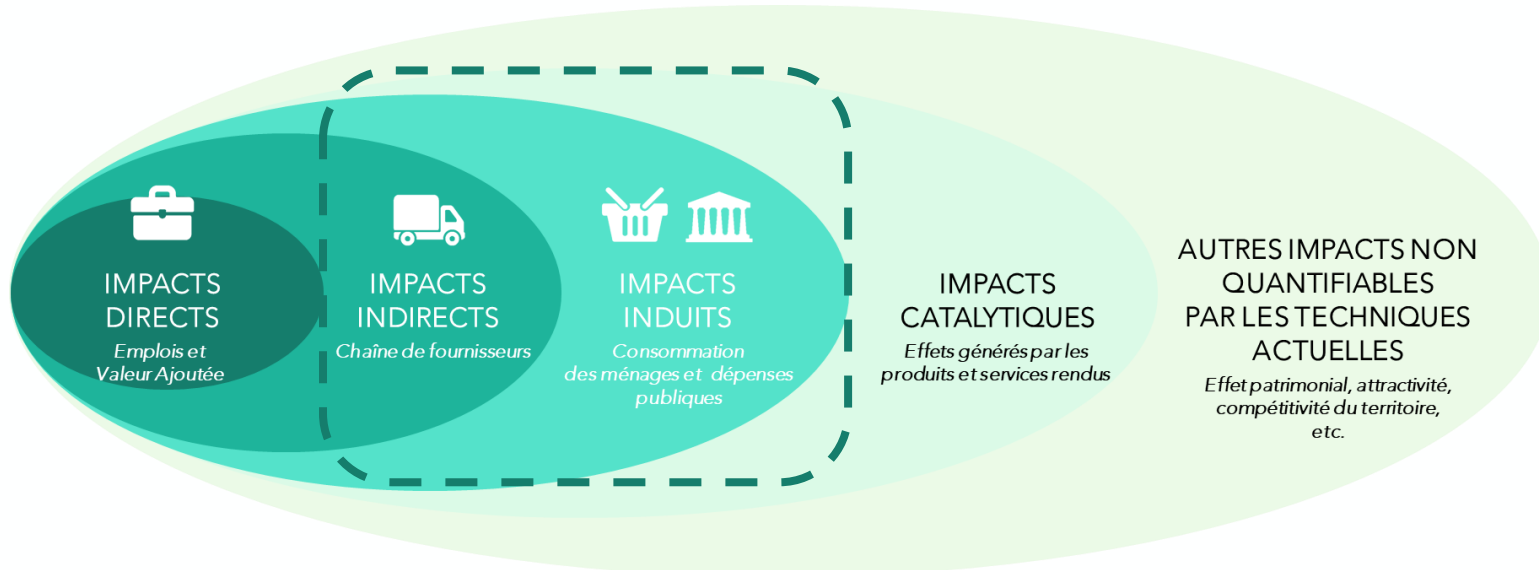 IMPACTS
DIRECTS
Emplois et
Valeur Ajoutée
IMPACTS
INDIRECTS
Chaîne de fournisseurs
IMPACTS
INDUITS
Consommation
des ménages et dépenses
publiques
IMPACTS
CATALYTIQUES
Effets générés par les
produits et services rendus
AUTRES IMPACTS NON
QUANTIFIABLES
PAR LES TECHNIQUES
ACTUELLES
Effet patrimonial, attractivité,
compétitivité du territoire,
etc.